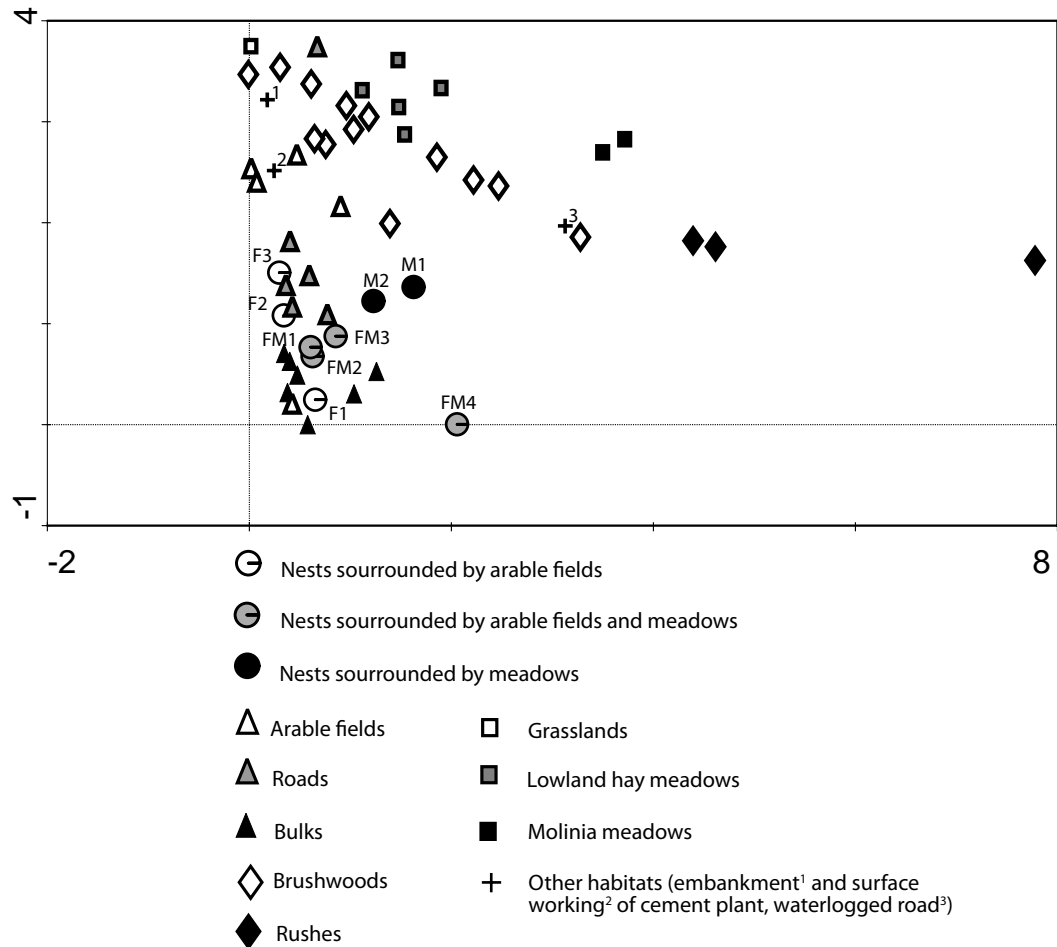 4
1
2
3
F3
M1
M2
F2
FM3
FM1
FM2
F1
FM4
-1
-2
8
Nests sourrounded by arable fields
Nests sourrounded by arable fields and meadows
Nests sourrounded by meadows
Arable fields
Grasslands
Roads
Lowland hay meadows
Bulks
Molinia meadows
Brushwoods
Other habitats (embankment¹ and surface
working² of cement plant, waterlogged road³)
Rushes